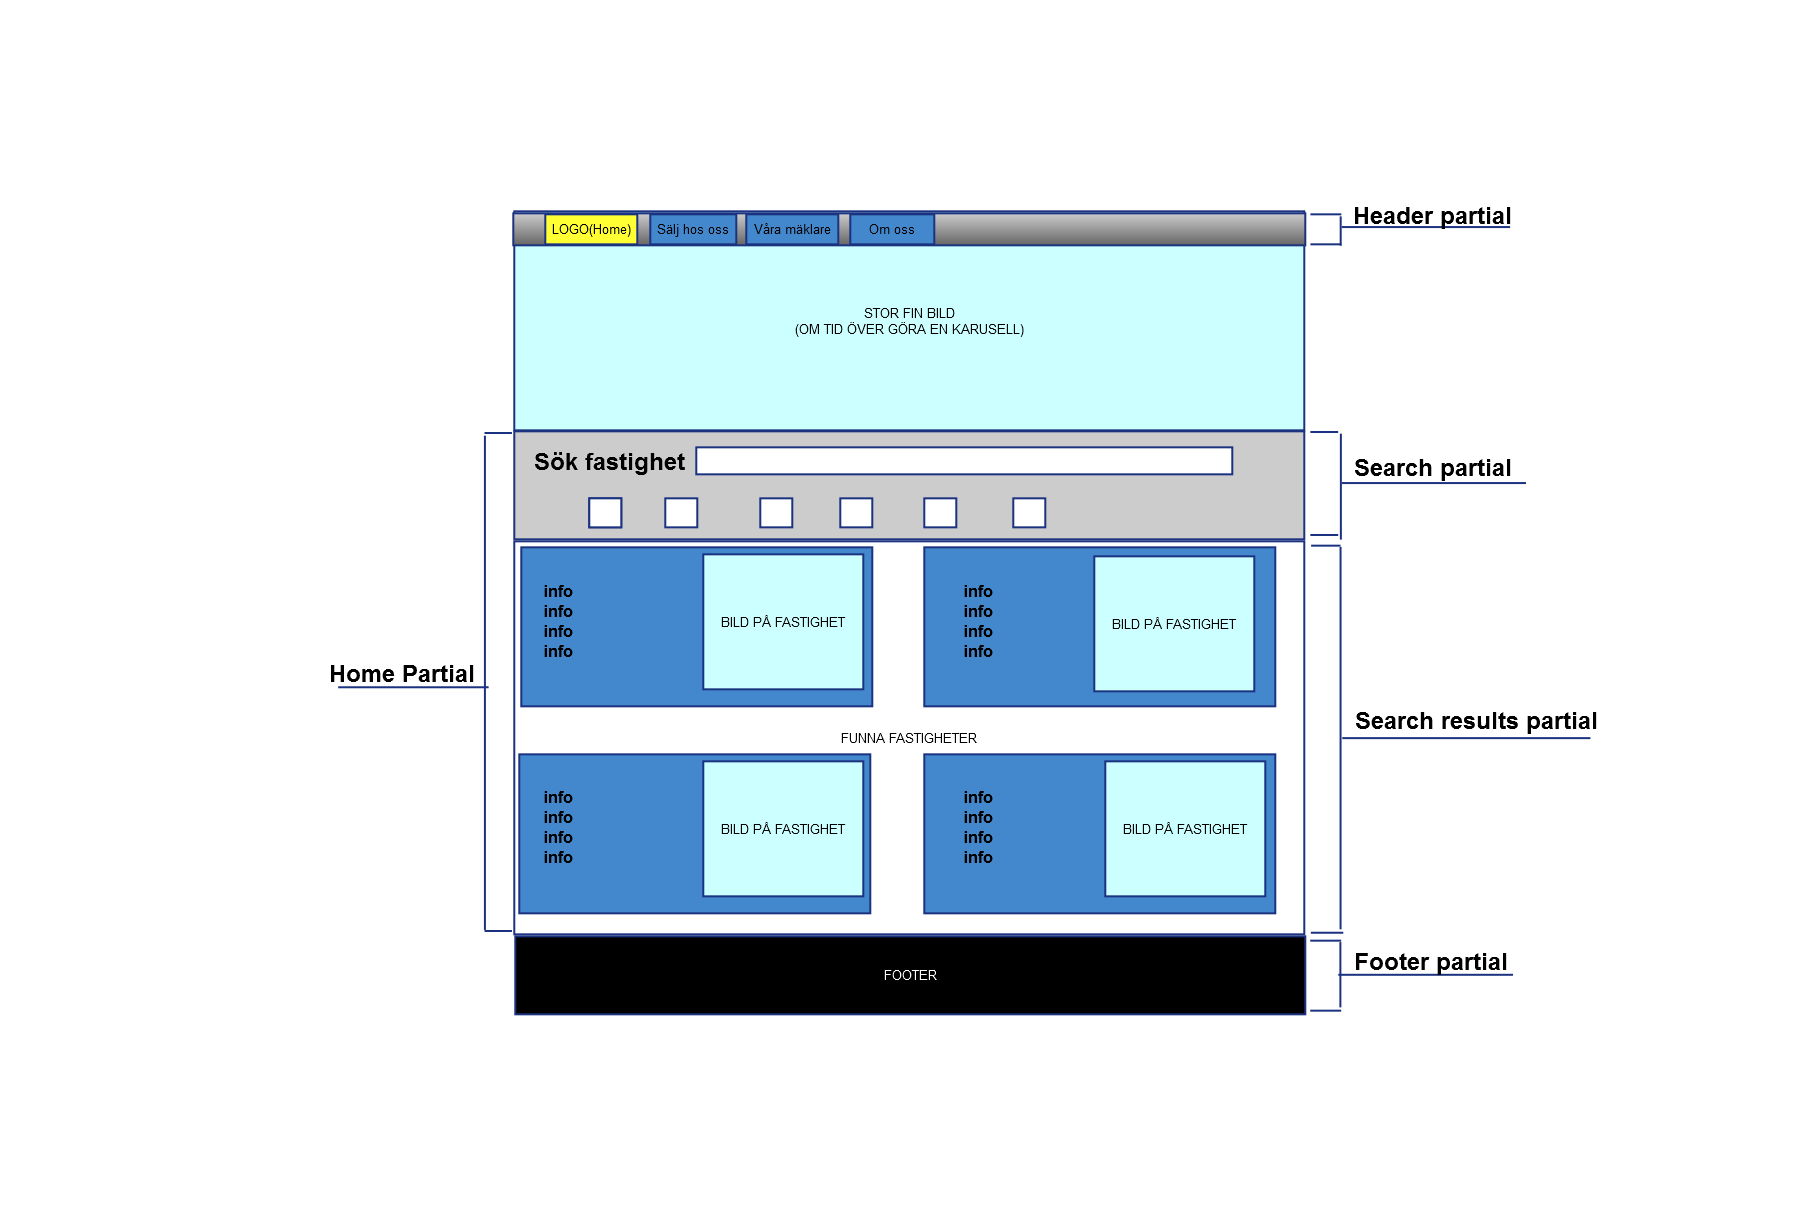 Header partial
LOGO(Home) Sälj hos oss Våra mäklare Om oss
STOR FIN BILD
(OM TID ÖVER GÖRA EN KARUSELL)
Sök fastighet
Search partial
info
info
info
info
BILD PÅ FASTIGHET
info
info
info
info
BILD PÅ FASTIGHET
Home Partial
Search results partial
FUNNA FASTIGHETER
info
info
info
info
BILD PÅ FASTIGHET
info
info
info
info
BILD PÅ FASTIGHET
Footer partial
FOOTER